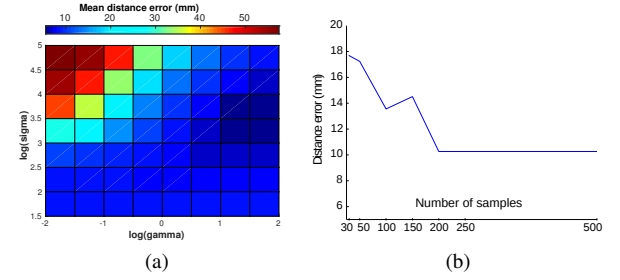 Mean distance error (mm)
10 20 30 40 50
5
4.5
4
3.5
3
2.5
2
1.5
log(sigma)
-2 -1 0 1 2
log(gamma)
(a)
20
18
16
14
12
10
8
6
Distance error (mm)
Number of samples
30 50 100 150 200 250 500
(b)